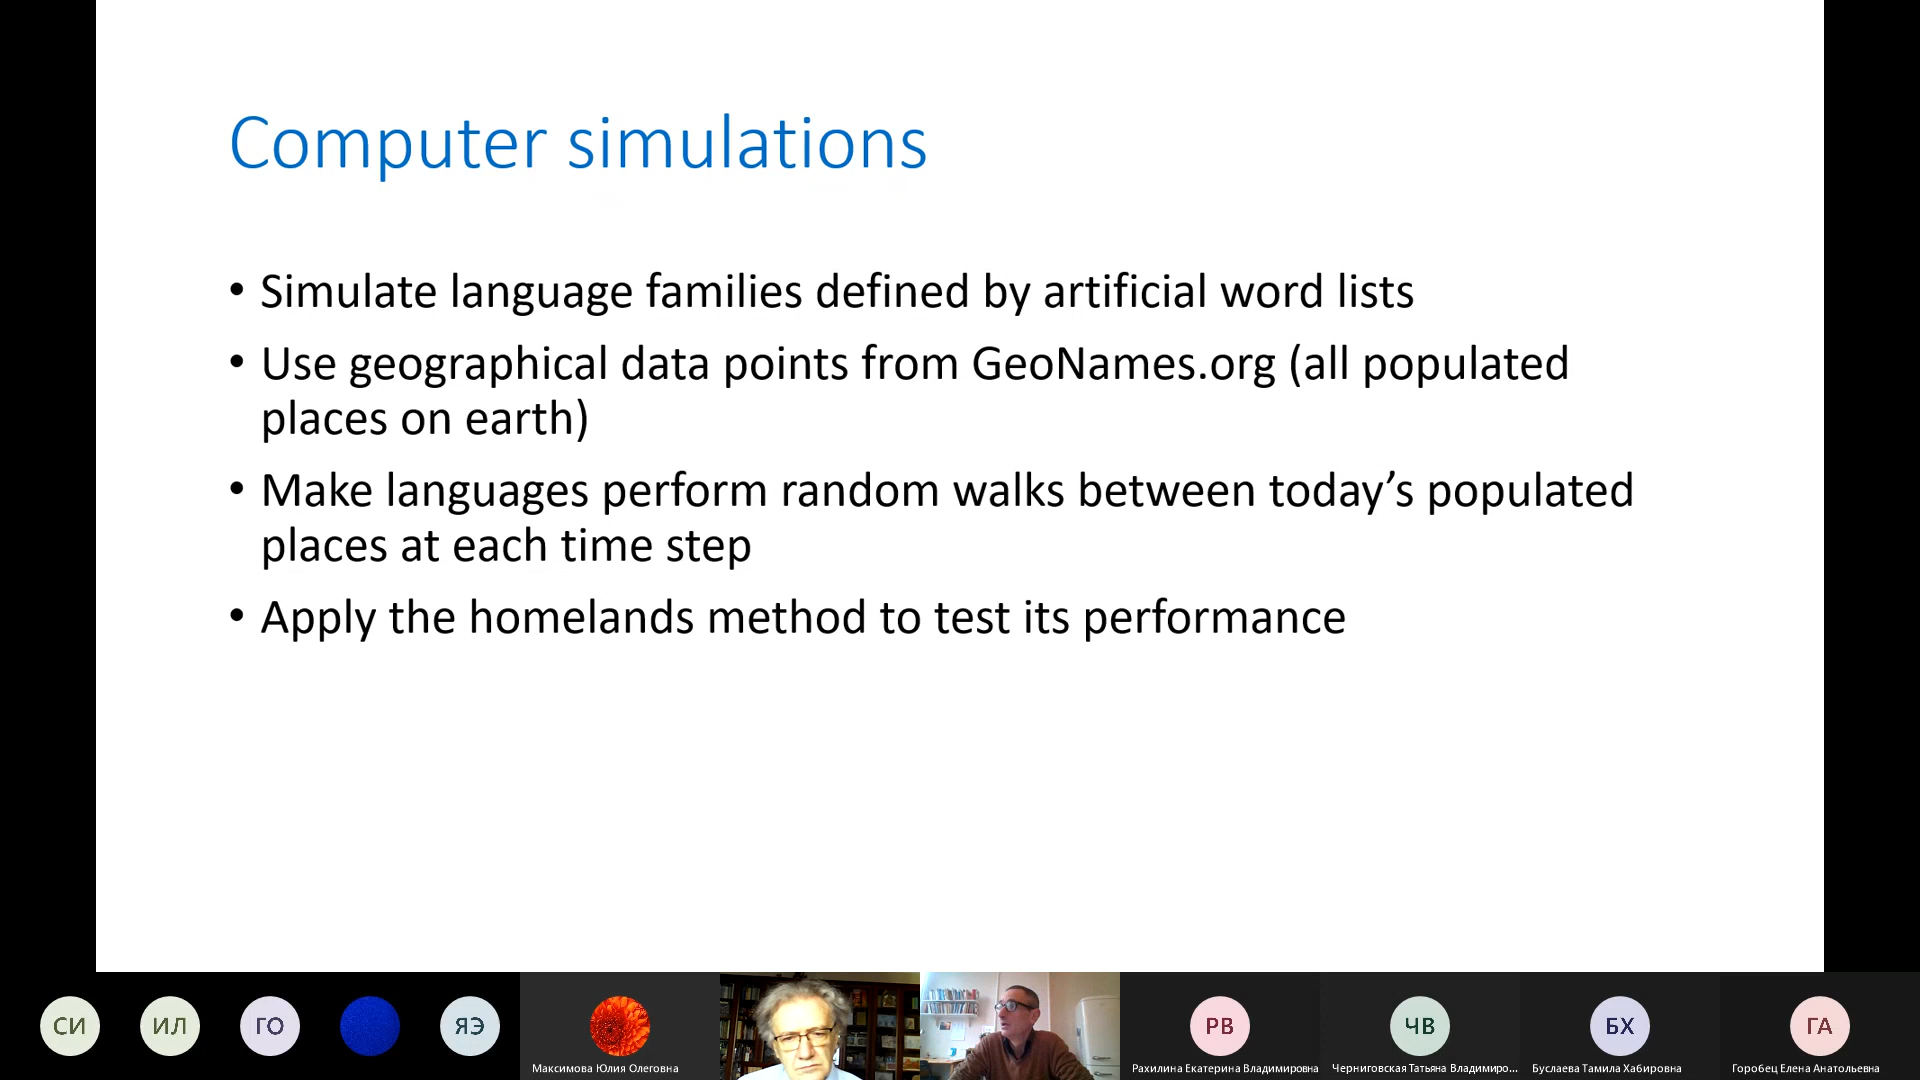 Computer simulations
• Simulate language families defined by artificial word lists
• Use geographical data points from GeoNames.org (all populated
places on earth)
• Make languages perform random walks between today’s populated
places at each time step
• Apply the homelands method to test its performance
СИ
ИЛ
ГО
ЯЭ
РВ
ЧВ
БХ
ГА
Максимова Юлия Олеговна
Рахилина Екатерина Владимировна
Черниговская Татьяна Владимиро...
Буслаева Тамила Хабировна
Горобец Елена Анатольевна